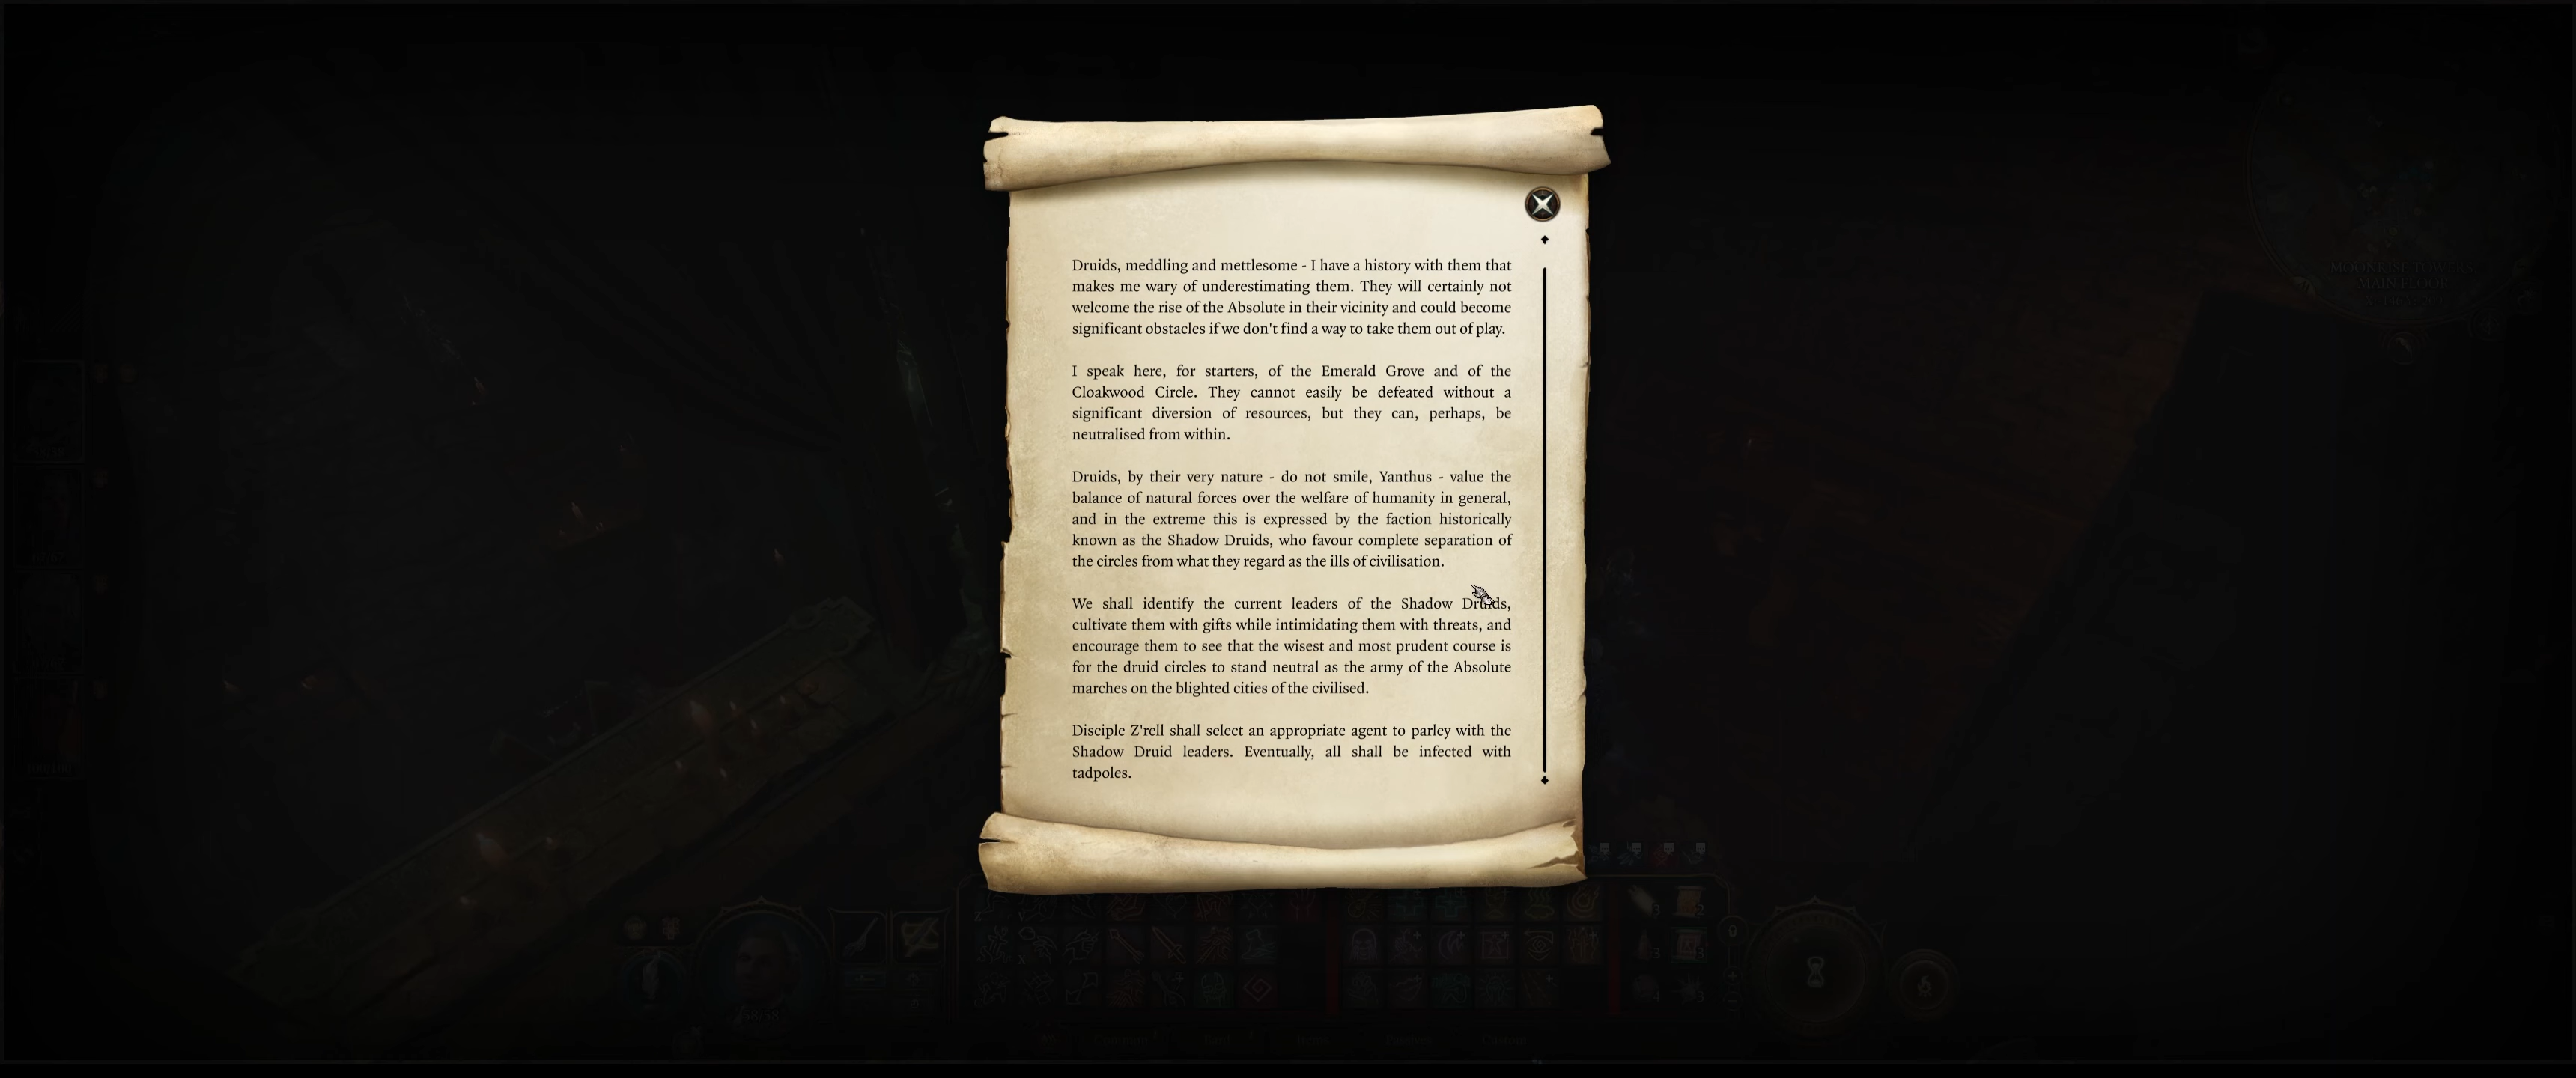 MOONRISE TOWERS
MAIN FLOOR
Druids, meddling and mettlesome - I have a history with them that
makes me wary of underestimating them. They will certainly not
welcome the rise of the Absolute in their vicinity and could become
significant obstacles if we don't find a way to take them out of play.
I speak here, for starters, of the Emerald Grove and of the
Cloakwood Circle. They cannot easily be defeated without a
significant diversion of resources, but they can, perhaps, be
neutralised from within.
Druids, by their very nature - do not smile, Yanthus - value the
balance of natural forces over the welfare of humanity in general,
and in the extreme this is expressed by the faction historically
known as the Shadow Druids, who favour complete separation of
the circles from what they regard as the ills of civilisation.
We shall identify the current leaders of the Shadow Druids,
cultivate them with gifts while intimidating them with threats, and
encourage them to see that the wisest and most prudent course is
for the druid circles to stand neutral as the army of the Absolute
marches on the blighted cities of the civilised.
Disciple Z'rell shall select an appropriate agent to parley with the
Shadow Druid leaders. Eventually, all shall be infected with
tadpoles.
58/58